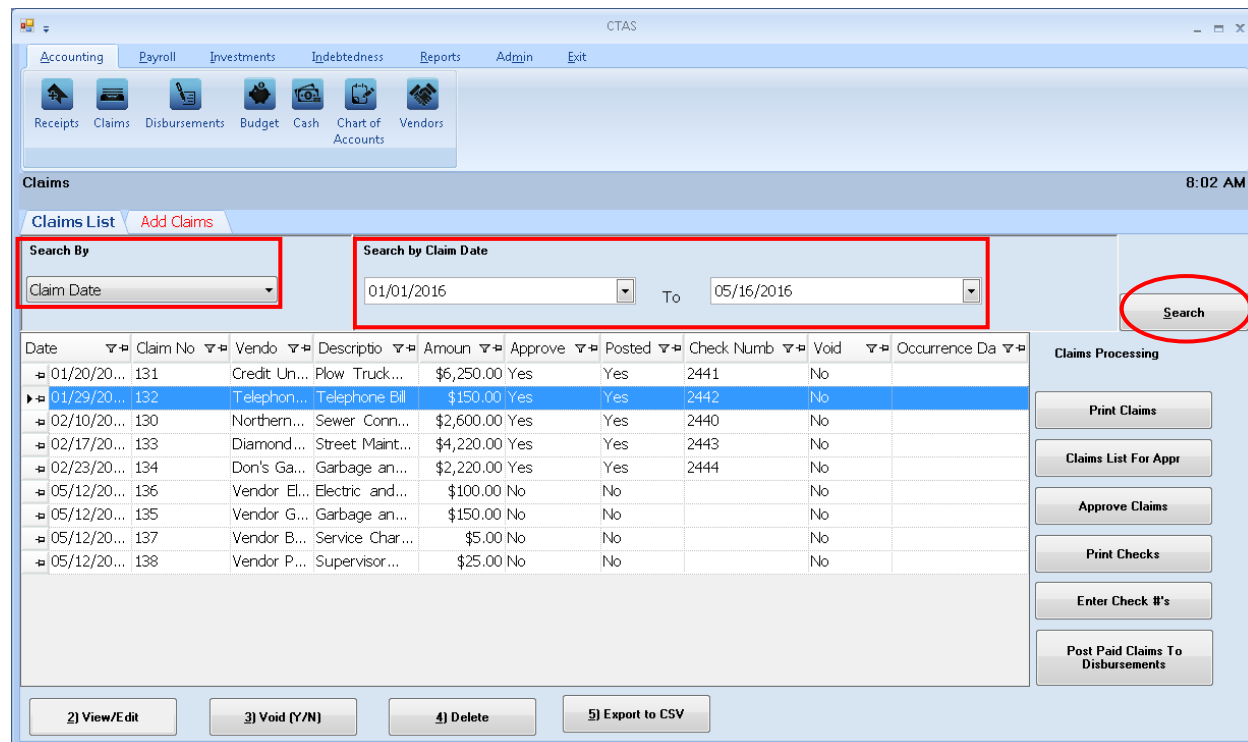 CTAS
Accounting Payroll Investments Indebtedness Reports Admin Exit
Receipts Claims Disbursements Budget Cash Chart of Accounts Vendors
Claims 8:02 AM
Claims List Add Claims
Search By Search by Claim Date
Claim Date 01/01/2016 To 05/16/2016
Search
Date Claim No Vendo Descriptio Amoun Approve Posted Check Numb Void Occurrence Da
01/20/20... 131 Credit Un... Plow Truck... $6,250.00 Yes Yes 2441 No
01/29/20... 132 Telephon... Telephone Bill $150.00 Yes Yes 2442 No
02/10/20... 130 Northern... Sewer Conn... $2,600.00 Yes Yes 2440 No
02/17/20... 133 Diamond... Street Maint... $4,220.00 Yes Yes 2443 No
02/23/20... 134 Don's Ga... Garbage an... $2,220.00 Yes Yes 2444 No
05/12/20... 136 Vendor El... Electric and... $100.00 No No No
05/12/20... 135 Vendor G... Garbage an... $150.00 No No No
05/12/20... 137 Vendor B... Service Char... $5.00 No No No
05/12/20... 138 Vendor P... Supervisor... $25.00 No No No
Claims Processing
Print Claims
Claims List For Appr
Approve Claims
Print Checks
Enter Check #'s
Post Paid Claims To
Disbursements
2) View/Edit 3) Void (Y/N) 4) Delete 5) Export to CSV